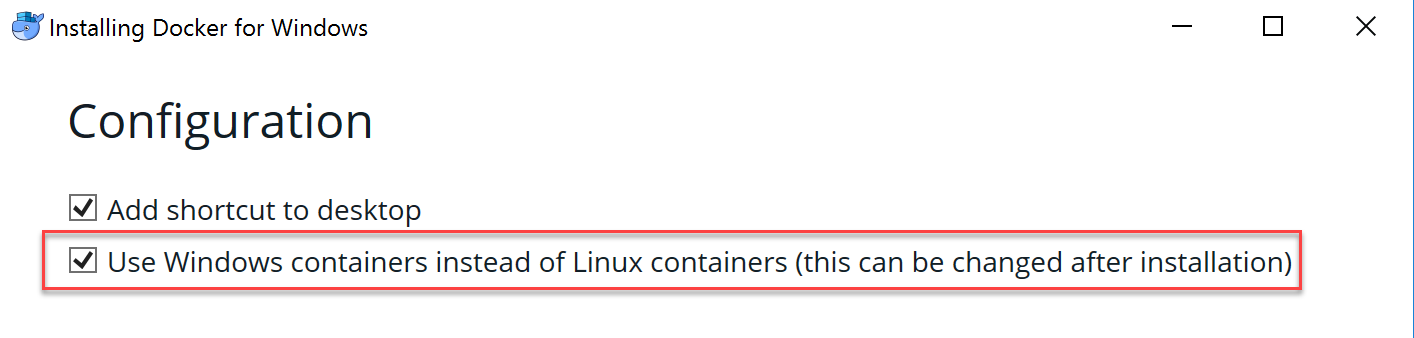 Installing Docker for Windows
Configuration
Add shortcut to desktop
Use Windows containers instead of Linux containers (this can be changed after installation)